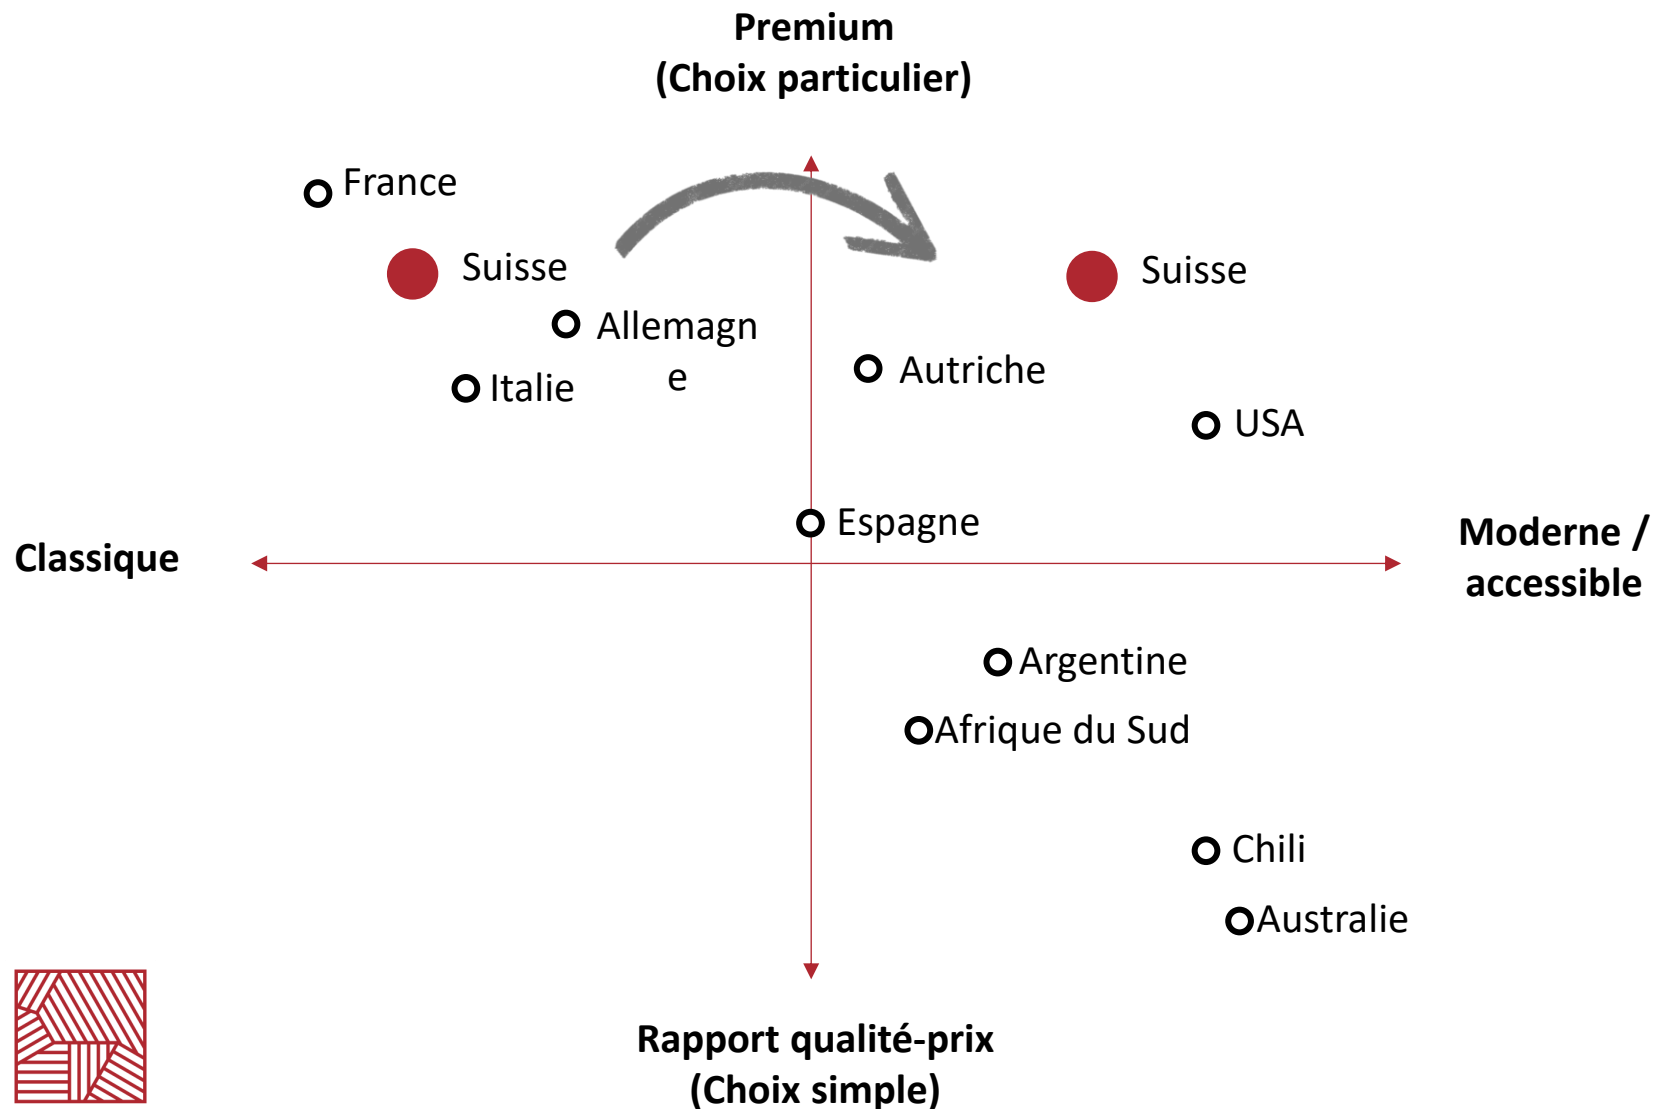 Premium
(Choix particulier)
France
Suisse
Suisse
Allemagn
e
Autriche
Italie
USA
Espagne
Classique
Moderne /
accessible
Argentine
Afrique du Sud
Chili
Australie
Rapport qualité-prix
(Choix simple)